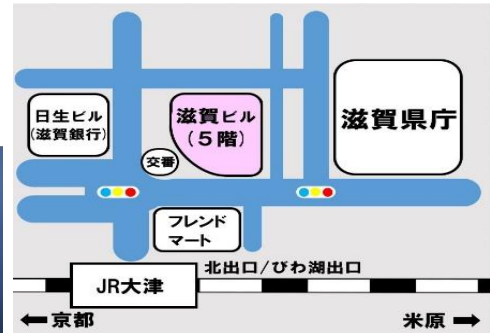 日生ビル
(滋賀銀行)
滋賀ビル
(5階)
滋賀県庁
交番
フレンド
マート
北出口/びわ湖出口
JR大津
←京都
米原→